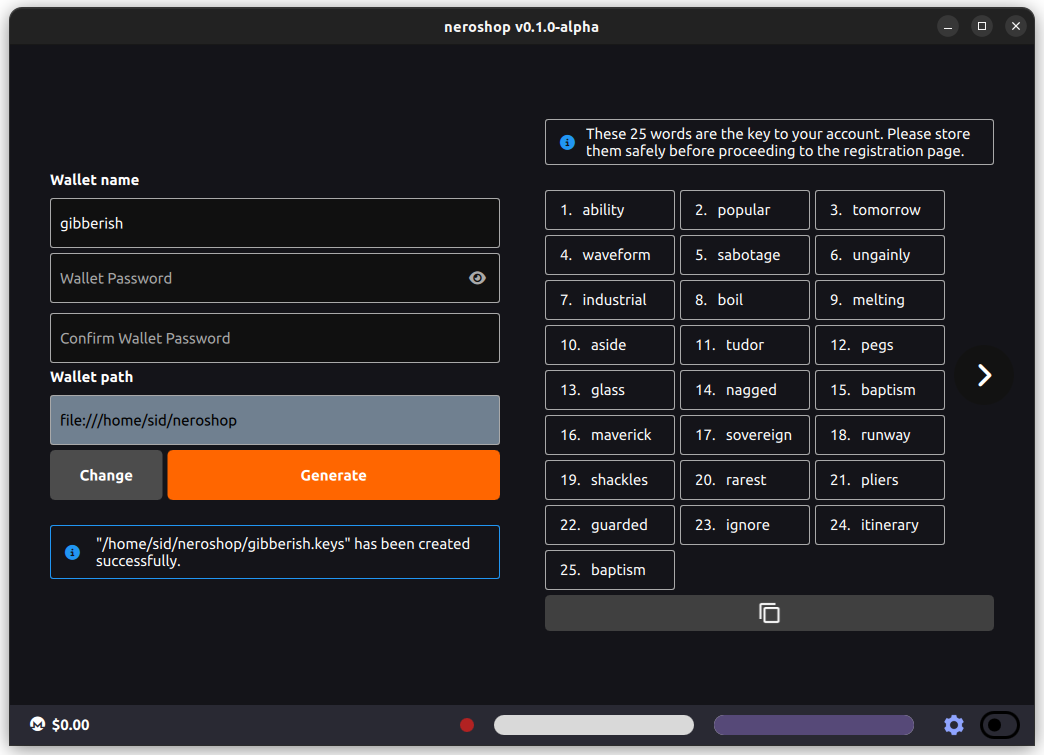 neroshop v0.1.0-alpha
Wallet name
gibberish
Wallet Password
Confirm Wallet Password
Wallet path
file:///home/sid/neroshop
Change
Generate
"/home/sid/neroshop/gibberish.keys" has been created
successfully.
These 25 words are the key to your account. Please store
them safely before proceeding to the registration page.
1. ability
2. popular
3. tomorrow
4. waveform
5. sabotage
6. ungainly
7. industrial
8. boil
9. melting
10. aside
11. tudor
12. pegs
13. glass
14. nagged
15. baptism
16. maverick
17. sovereign
18. runway
19. shackles
20. rarest
21. pliers
22. guarded
23. ignore
24. itinerary
25. baptism
$0.00